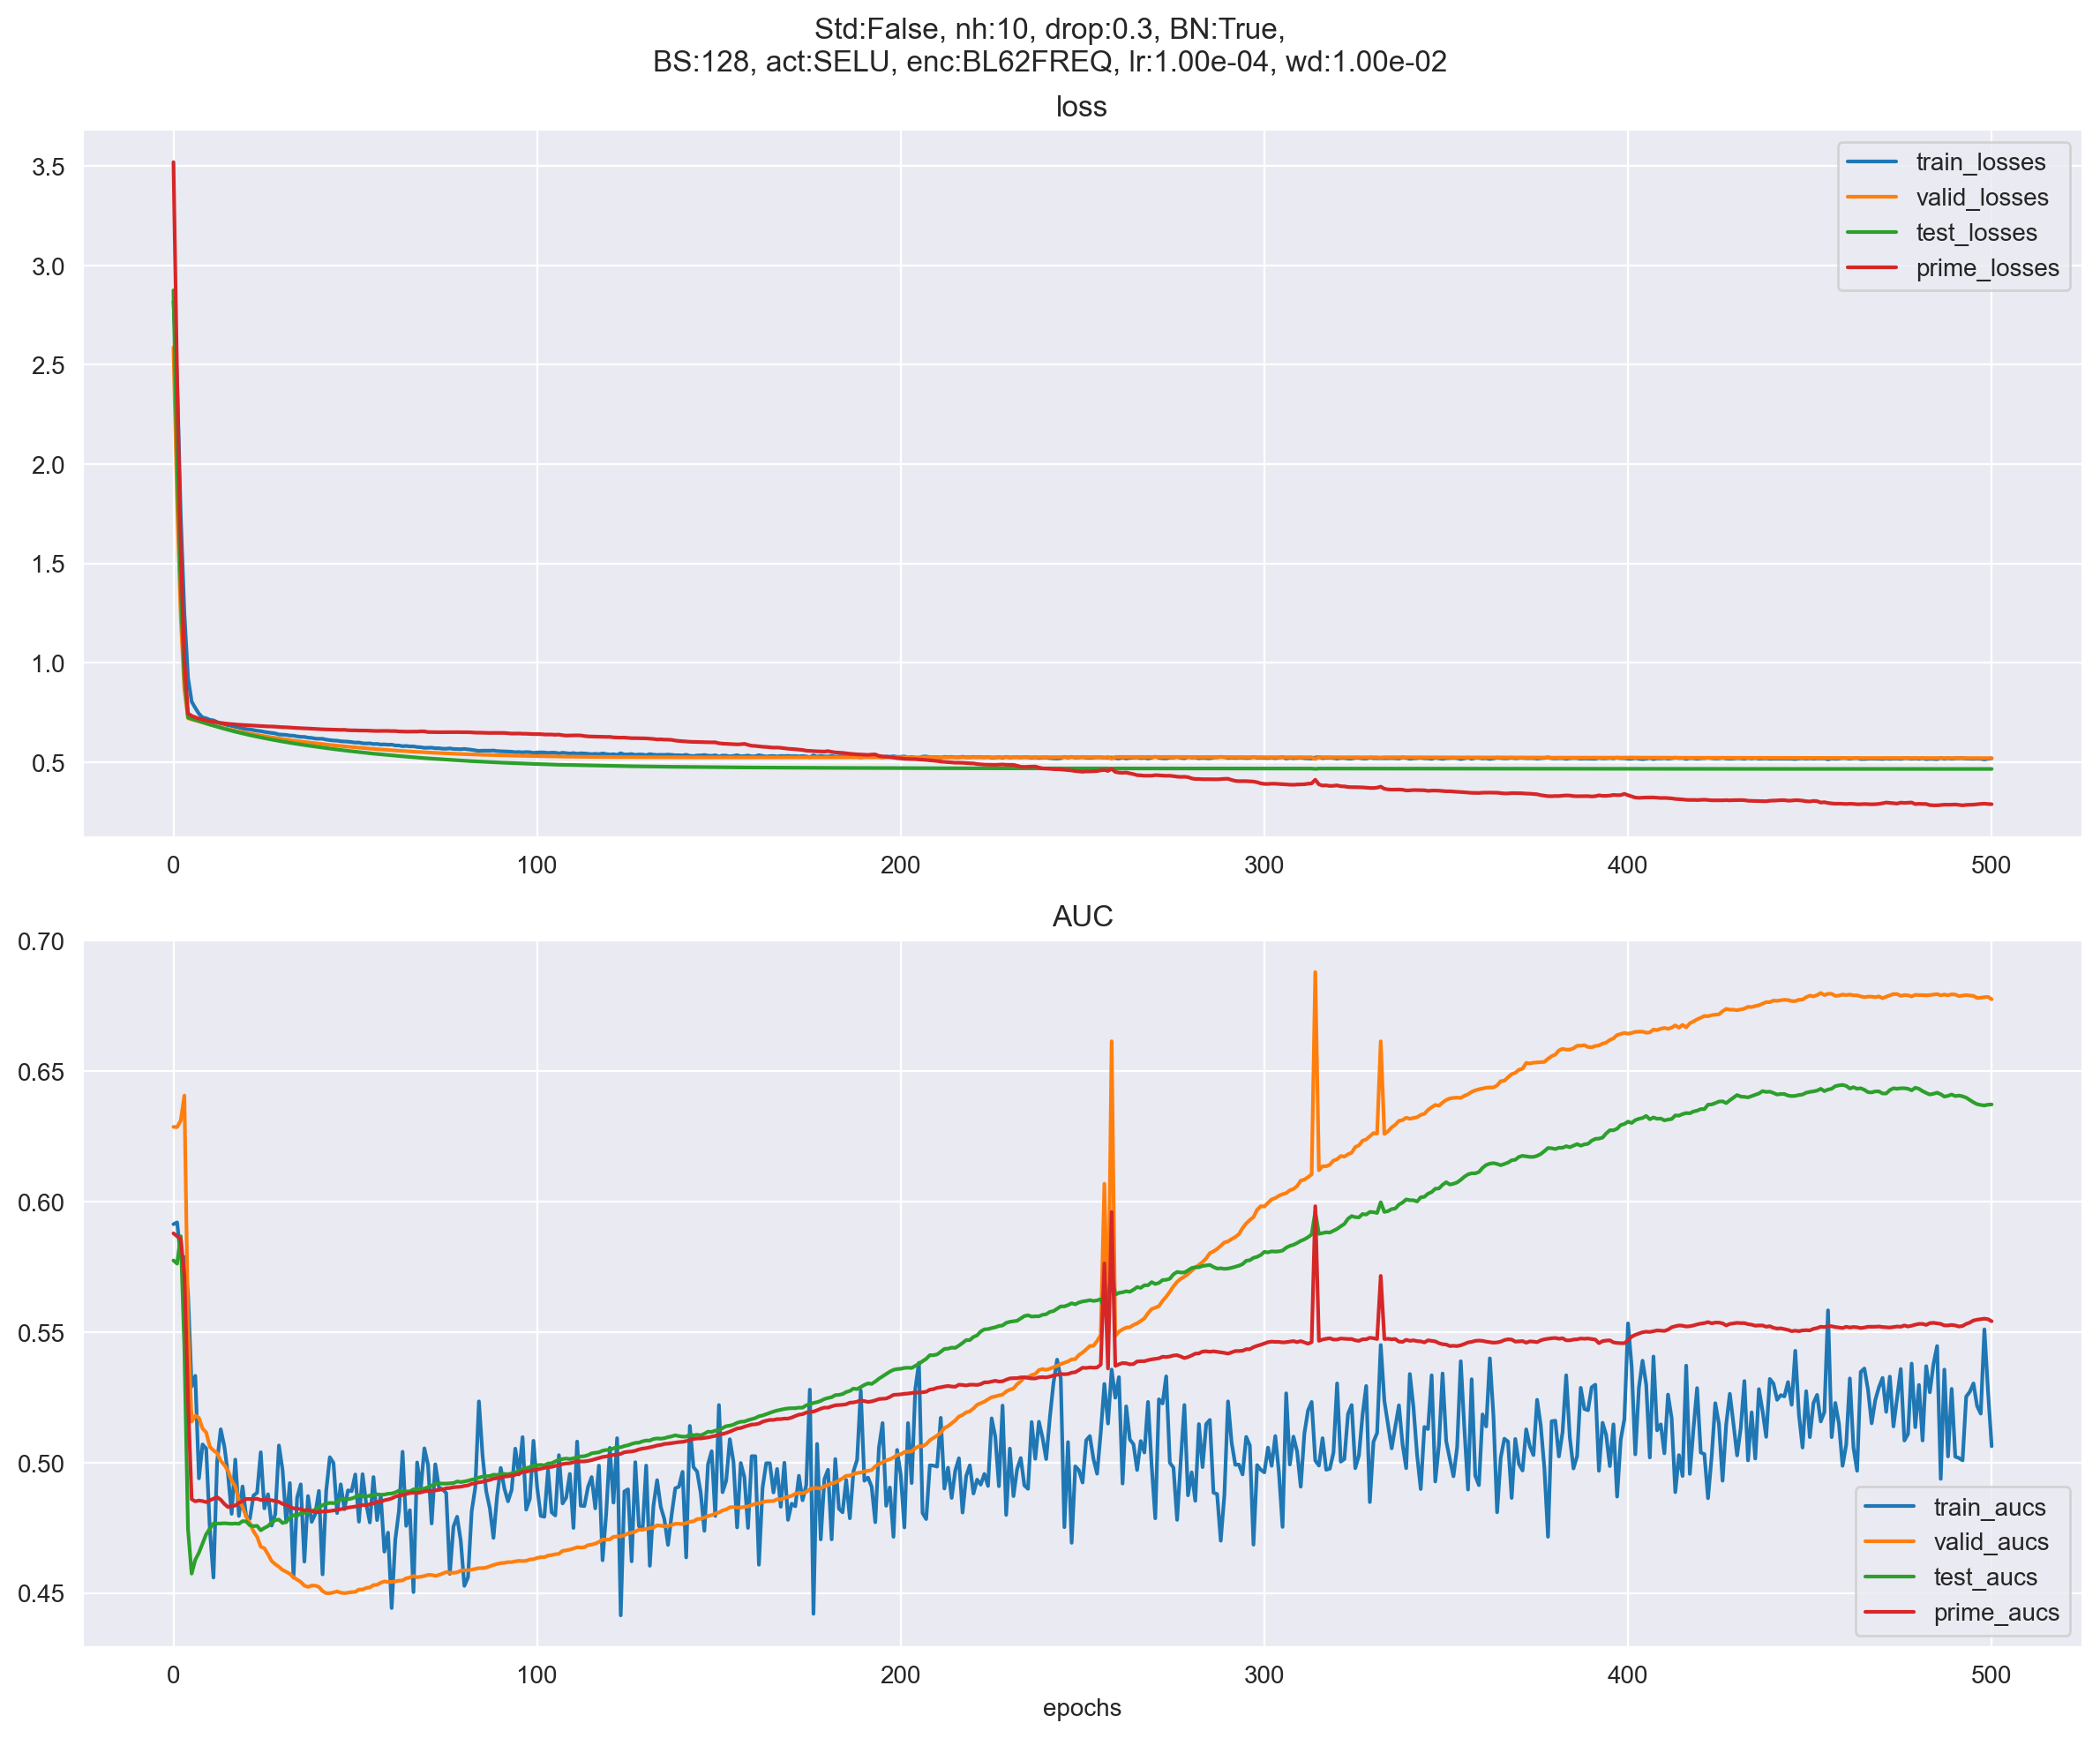 Std:False, nh:10, drop:0.3, BN:True,
BS:128, act:SELU, enc:BL62FREQ, lr:1.00e-04, wd:1.00e-02
loss
3.5
3.0
2.5
2.0
1.5
1.0
0.5
train_losses
valid_losses
test_losses
prime_losses
0 100 200 300 400 500
AUC
0.70
0.65
0.60
0.55
0.50
0.45
train_aucs
valid_aucs
test_aucs
prime_aucs
0 100 200 300 400 500
epochs